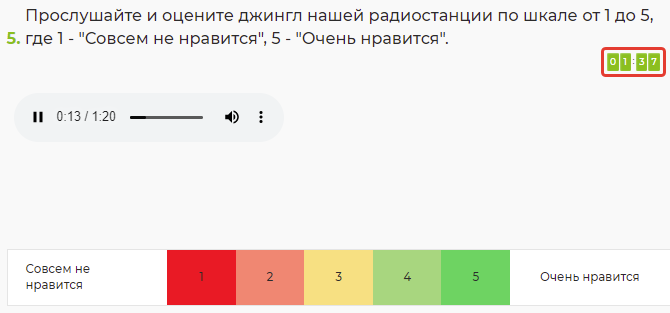 Прослушайте и оцените джингл нашей радиостанции по шкале от 1 до 5,
5. где 1 - "Совсем не нравится", 5 - "Очень нравится".
01:37
0:13 / 1:20
Совсем не
нравится
1 2 3 4 5
Очень нравится